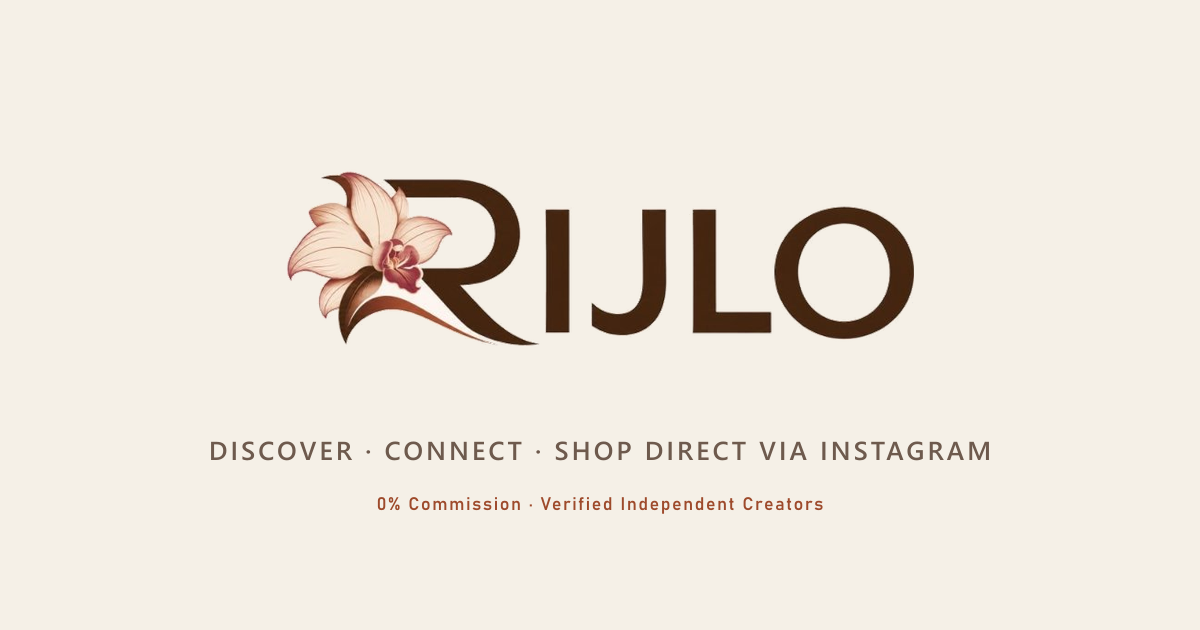 RIJLO
DISCOVER · CONNECT · SHOP DIRECT VIA INSTAGRAM
0% Commission · Verified Independent Creators